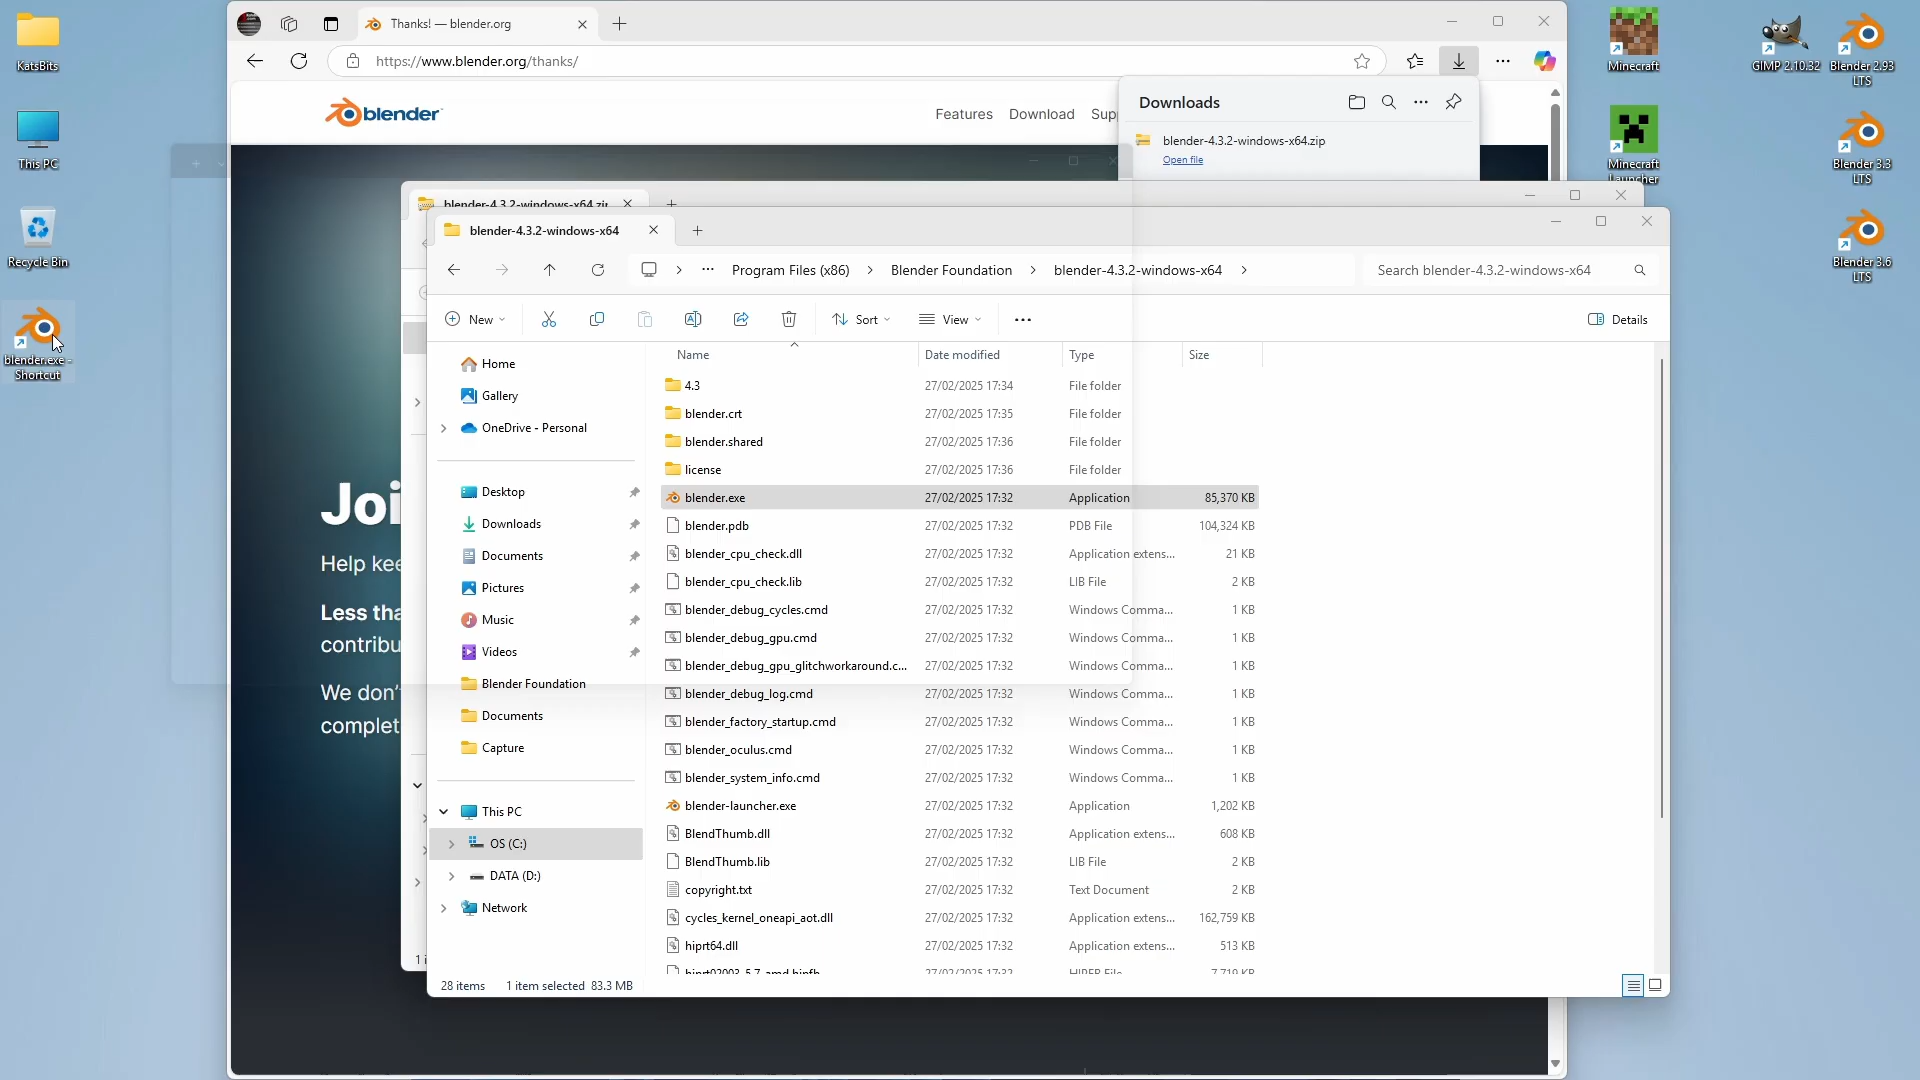 KatsBits
This PC
Recycle Bin
blender.exe -
Shortcut
Thanks! — blender.org
https://www.blender.org/thanks/
blender
Features
Download
Downloads
blender-4.3.2-windows-x64.zip
Open file
blender-4.3.2-windows-x64
Program Files (x86)
Blender Foundation
blender-4.3.2-windows-x64
Search blender-4.3.2-windows-x64
New
Sort
View
Details
Home
Gallery
OneDrive - Personal
Desktop
Downloads
Documents
Pictures
Music
Videos
Blender Foundation
Documents
Capture
This PC
OS (C:)
DATA (D:)
Network
Name Date modified Type Size
4.3 27/02/2025 17:34 File folder
blender.crt 27/02/2025 17:35 File folder
blender.shared 27/02/2025 17:36 File folder
license 27/02/2025 17:36 File folder
blender.exe 27/02/2025 17:32 Application 85,370 KB
blender.pdb 27/02/2025 17:32 PDB File 104,324 KB
blender_cpu_check.dll 27/02/2025 17:32 Application extens... 21 KB
blender_cpu_check.lib 27/02/2025 17:32 LIB File 2 KB
blender_debug_cycles.cmd 27/02/2025 17:32 Windows Comma... 1 KB
blender_debug_gpu.cmd 27/02/2025 17:32 Windows Comma... 1 KB
blender_debug_gpu_glitchworkaround.c... 27/02/2025 17:32 Windows Comma... 1 KB
blender_debug_log.cmd 27/02/2025 17:32 Windows Comma... 1 KB
blender_factory_startup.cmd 27/02/2025 17:32 Windows Comma... 1 KB
blender_oculus.cmd 27/02/2025 17:32 Windows Comma... 1 KB
blender_system_info.cmd 27/02/2025 17:32 Windows Comma... 1 KB
blender-launcher.exe 27/02/2025 17:32 Application 1,202 KB
BlendThumb.dll 27/02/2025 17:32 Application extens... 608 KB
BlendThumb.lib 27/02/2025 17:32 LIB File 2 KB
copyright.txt 27/02/2025 17:32 Text Document 2 KB
cycles_kernel_oneapi_aot.dll 27/02/2025 17:32 Application extens... 162,759 KB
hiprt64.dll 27/02/2025 17:32 Application extens... 513 KB
28 items 1 item selected 83.3 MB
Help
Less
We
Minecraft
Minecraft
Launcher
GIMP 2.10.32
Blender 2.93
LTS
Blender 3.3
LTS
Blender 3.6
LTS